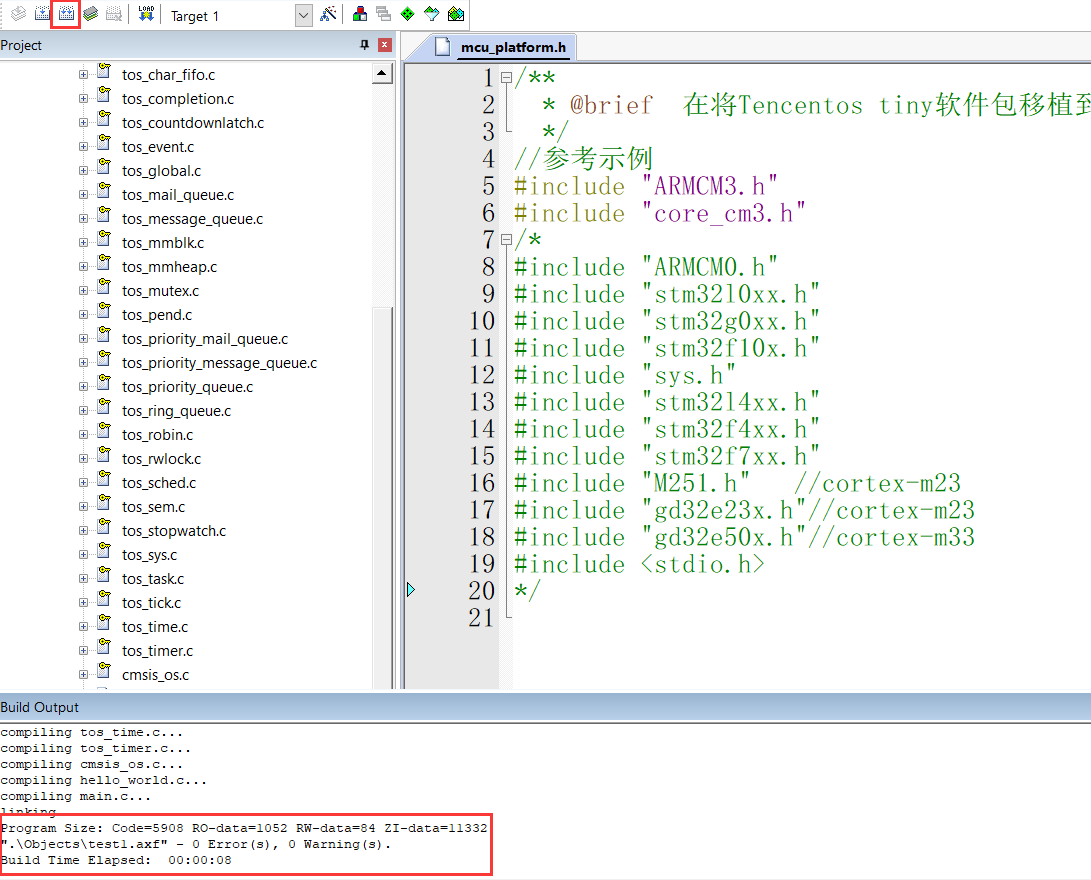 LOAD
Target 1
Project
tos_char_fifo.c
tos_completion.c
tos_countdownlatch.c
tos_event.c
tos_global.c
tos_mail_queue.c
tos_message_queue.c
tos_mmblk.c
tos_mmheap.c
tos_mutex.c
tos_pend.c
tos_priority_mail_queue.c
tos_priority_message_queue.c
tos_priority_queue.c
tos_ring_queue.c
tos_robin.c
tos_rwlock.c
tos_sched.c
tos_sem.c
tos_stopwatch.c
tos_sys.c
tos_task.c
tos_tick.c
tos_time.c
tos_timer.c
cmsis_os.c
mcu_platform.h
1 /**
2 * @brief 在将Tencentos tiny软件包移植到
3 */
4 //参考示例
5 #include "ARMCM3.h"
6 #include "core_cm3.h"
7 /*
8 #include "ARMCM0.h"
9 #include "stm32l0xx.h"
10 #include "stm32g0xx.h"
11 #include "stm32f10x.h"
12 #include "sys.h"
13 #include "stm32l4xx.h"
14 #include "stm32f4xx.h"
15 #include "stm32f7xx.h"
16 #include "M251.h" //cortex-m23
17 #include "gd32e23x.h"//cortex-m23
18 #include "gd32e50x.h"//cortex-m33
19 #include <stdio.h>
20 */
21
Build Output
compiling tos_time.c...
compiling tos_timer.c...
compiling cmsis_os.c...
compiling hello_world.c...
compiling main.c...
linking...
Program Size: Code=5908 RO-data=1052 RW-data=84 ZI-data=11332
".\Objects\test1.axf" - 0 Error(s), 0 Warning(s).
Build Time Elapsed:  00:00:08